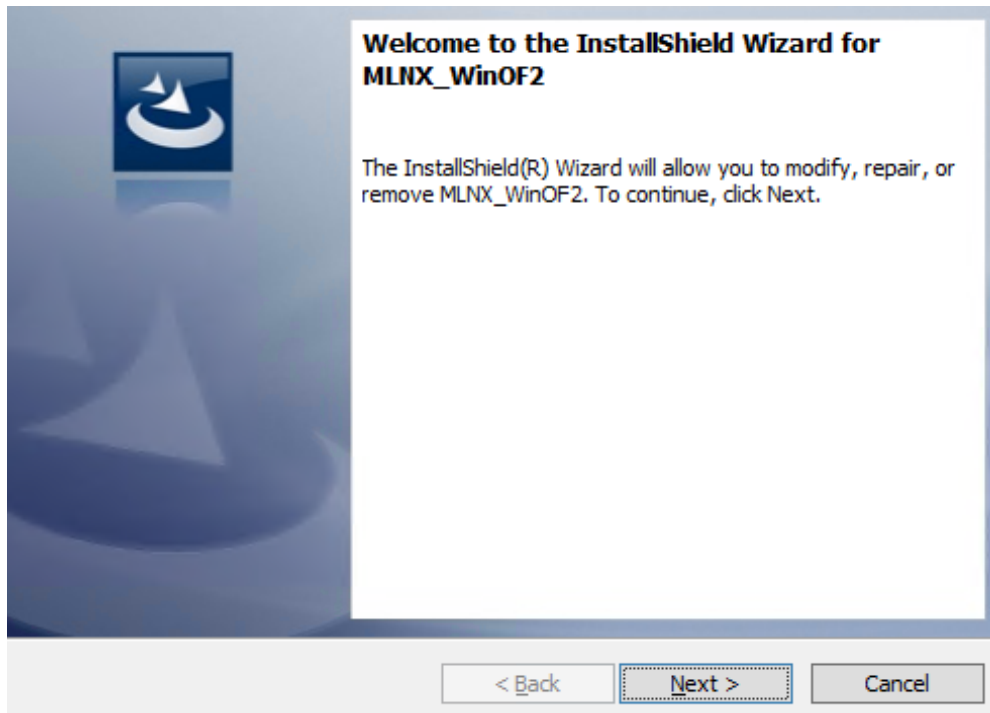 Welcome to the InstallShield Wizard for
MLNX_WinOF2
The InstallShield(R) Wizard will allow you to modify, repair, or
remove MLNX_WinOF2. To continue, click Next.
< Back
Next >
Cancel